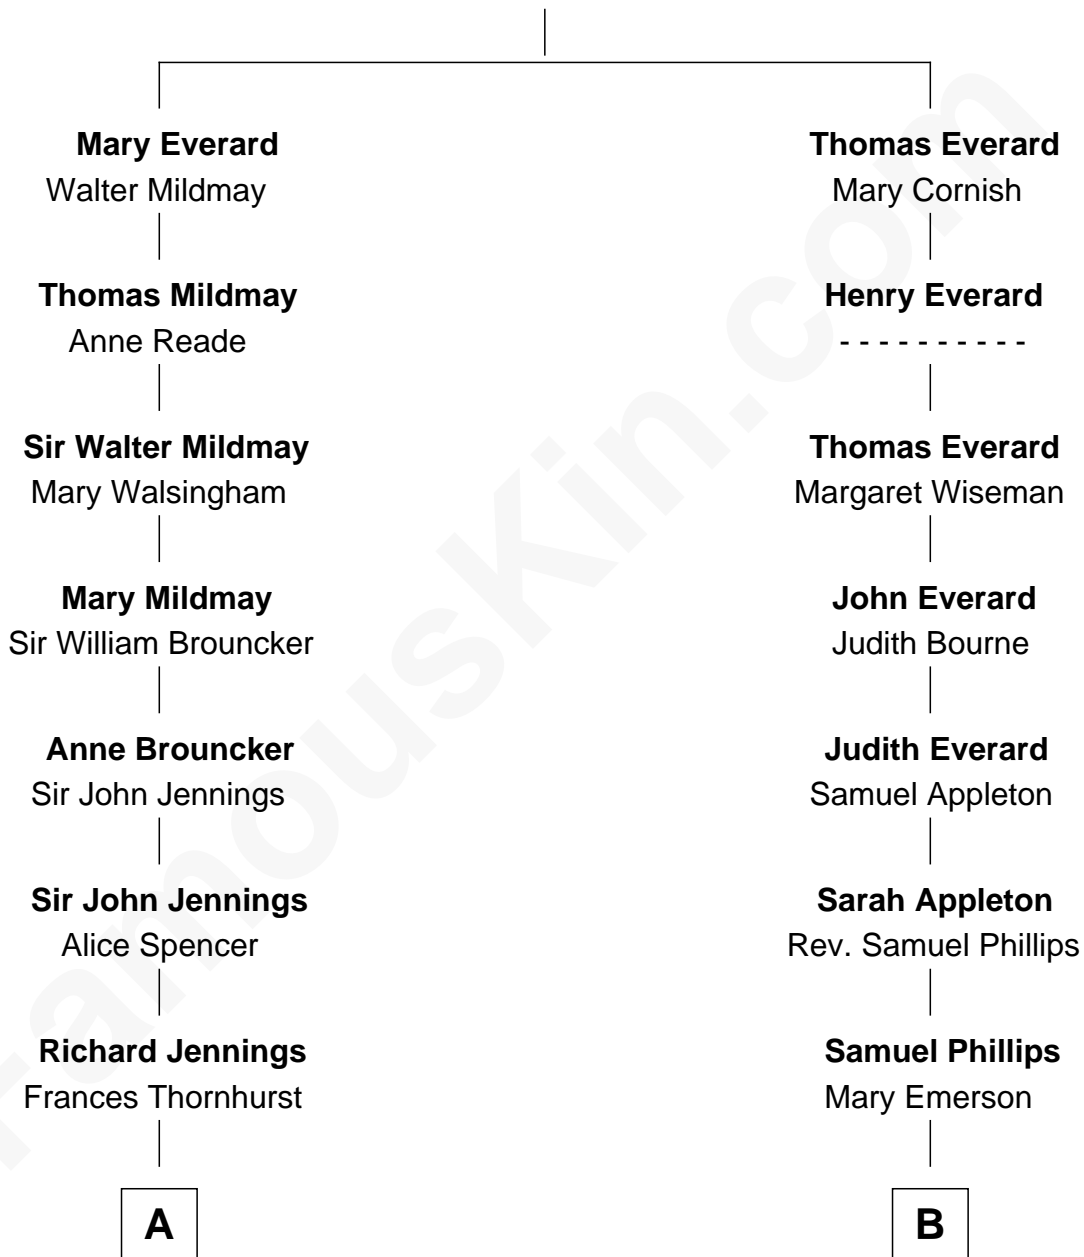 Mary Everard
Walter Mildmay
Thomas Everard
Mary Cornish
Thomas Mildmay
Anne Reade
Henry Everard
- - - - - - - - - -
Sir Walter Mildmay
Mary Walsingham
Thomas Everard
Margaret Wiseman
Mary Mildmay
Sir William Brouncker
John Everard
Judith Bourne
Anne Brouncker
Sir John Jennings
Judith Everard
Samuel Appleton
Sir John Jennings
Alice Spencer
Sarah Appleton
Rev. Samuel Phillips
Richard Jennings
Frances Thornhurst
Samuel Phillips
Mary Emerson
A
B
FamousKin.com